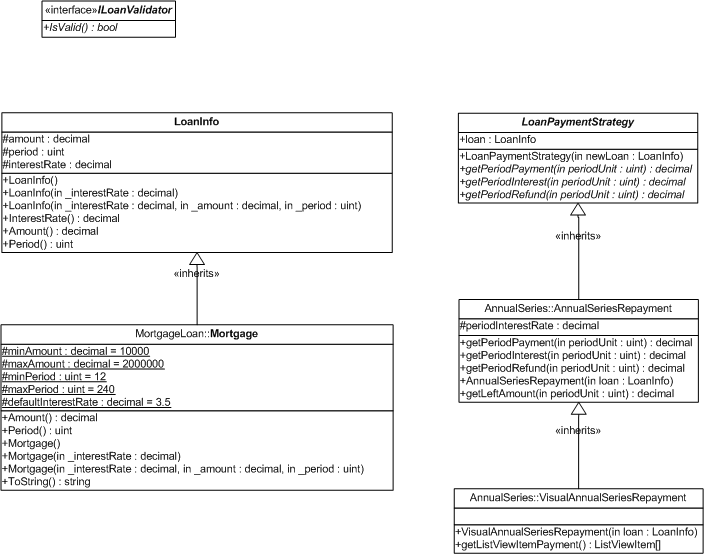 «interface»ILoanValidator
+IsValid() : bool
LoanInfo
#amount : decimal
#period : uint
#interestRate : decimal
+LoanInfo()
+LoanInfo(in _interestRate : decimal)
+LoanInfo(in _interestRate : decimal, in _amount : decimal, in _period : uint)
+InterestRate() : decimal
+Amount() : decimal
+Period() : uint
«inherits»
MortgageLoan::Mortgage
#minAmount : decimal = 10000
#maxAmount : decimal = 2000000
#minPeriod : uint = 12
#maxPeriod : uint = 240
#defaultInterestRate : decimal = 3.5
+Amount() : decimal
+Period() : uint
+Mortgage()
+Mortgage(in _interestRate : decimal)
+Mortgage(in _interestRate : decimal, in _amount : decimal, in _period : uint)
+ToString() : string
LoanPaymentStrategy
+loan : LoanInfo
+LoanPaymentStrategy(in newLoan : LoanInfo)
+getPeriodPayment(in periodUnit : uint) : decimal
+getPeriodInterest(in periodUnit : uint) : decimal
+getPeriodRefund(in periodUnit : uint) : decimal
«inherits»
AnnualSeries::AnnualSeriesRepayment
#periodInterestRate : decimal
+getPeriodPayment(in periodUnit : uint) : decimal
+getPeriodInterest(in periodUnit : uint) : decimal
+getPeriodRefund(in periodUnit : uint) : decimal
+AnnualSeriesRepayment(in loan : LoanInfo)
+getLeftAmount(in periodUnit : uint) : decimal
«inherits»
AnnualSeries::VisualAnnualSeriesRepayment
+VisualAnnualSeriesRepayment(in loan : LoanInfo)
+getListViewItemPayment() : ListViewItem[]